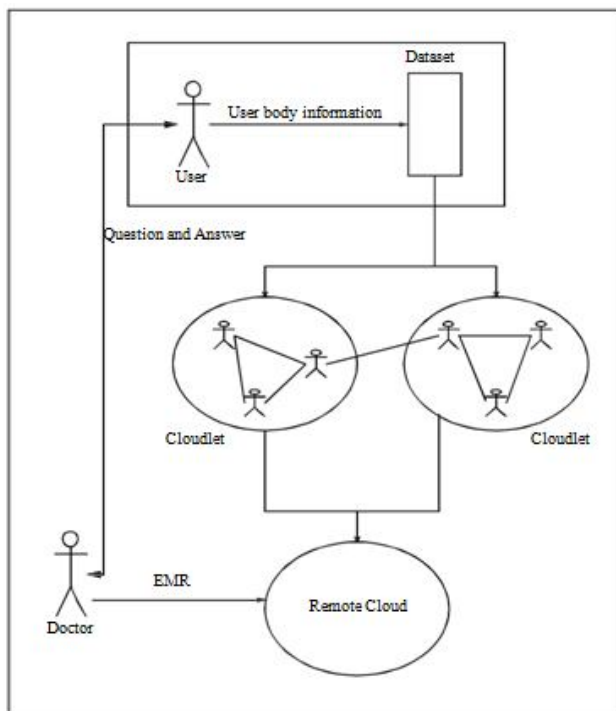 Dataset
User body information
User
Question and Answer
Cloudlet
Cloudlet
EMR
Remote Cloud
Doctor